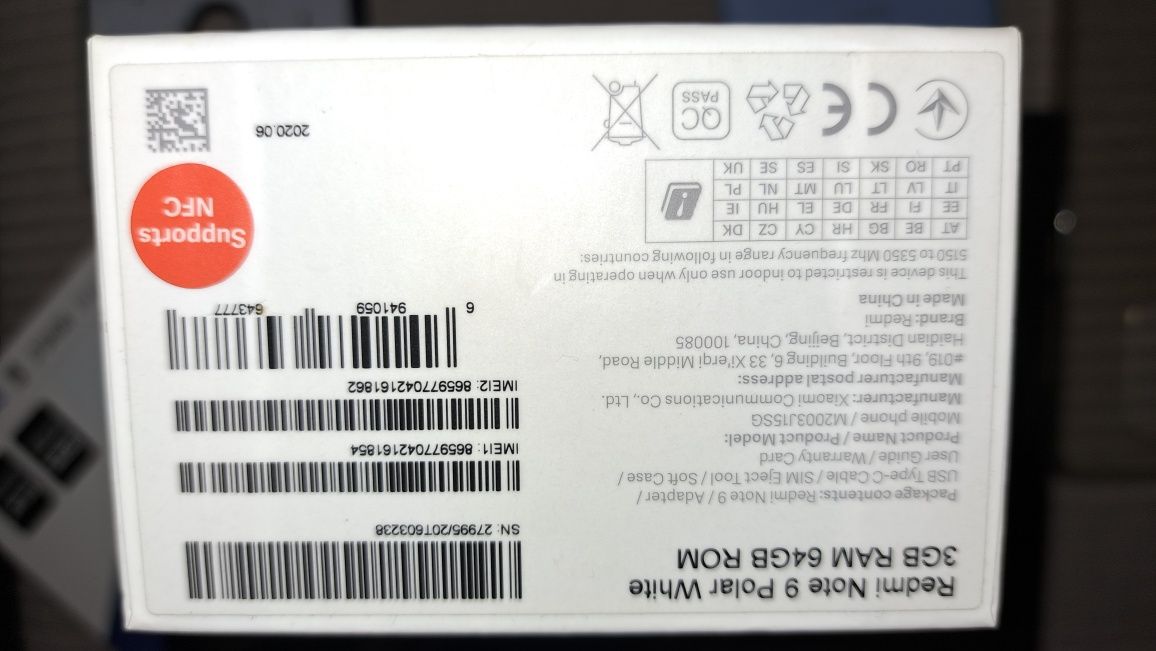 Redmi Note 9 Polar White
3GB RAM 64GB ROM
Package contents: Redmi Note 9 / Adapter /
USB Type-C Cable / SIM Eject Tool / Soft Case /
User Guide / Warranty Card
Product Name / Product Model:
Mobile phone / M2003J15SG
Manufacturer: Xiaomi Communications Co., Ltd.
Manufacturer postal address:
#019, 9th Floor, Building 6, 33 Xi'erqi Middle Road,
Haidian District, Beijing, China, 100085
Brand: Redmi
Made in China
This device is restricted to indoor use only when operating in
5150 to 5350 Mhz frequency range in following countries:
AT BE BG HR CY CZ DK
EE FI FR DE EL HU IE
IT LV LT LU MT NL PL
PT RO SK SI ES SE UK
CE
QC
PASS
SN: 27995/20T603238
IMEI1: 865977042161854
IMEI2: 865977042161862
6 941059 643777
Supports
NFC
2020.06